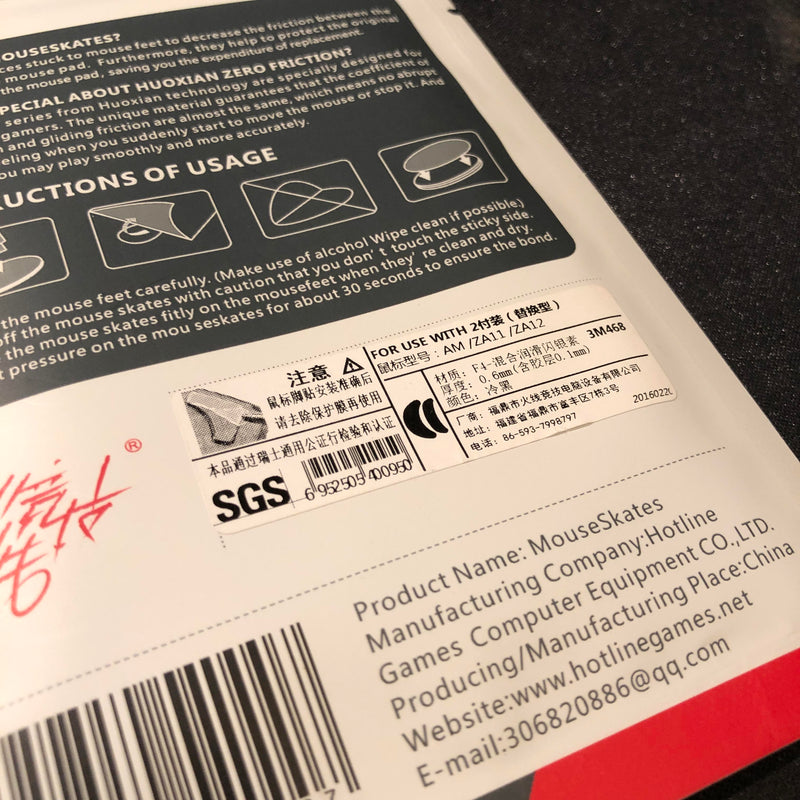 MOUSESKATES?
ces stuck to mouse feet to decrease the friction between the
mouse pad. Furthermore, they help to protect the original
the mouse pad, saving you the expenditure of replacement.
SPECIAL ABOUT HUOXIAN ZERO FRICTION?
series from Huoxian technology are specially designed for
gamers. The unique material guarantees that the coefficient of
n and gliding friction are almost the same, which means no abrupt
eeling when you suddenly start to move the mouse or stop it. And
ou may play smoothly and more accurately.
RUCTIONS OF USAGE
the mouse feet carefully. (Make use of alcohol Wipe clean if possible)
off the mouse skates with caution that you don't touch the sticky side.
the mouse skates fitly on the mousefeet when they're clean and dry.
t pressure on the mou seskates for about 30 seconds to ensure the bond.
注意
鼠标脚贴安装准确后
请去除保护膜再使用
本品通过瑞士通用公证行检验和认证
SGS
6 952505 400950
FOR USE WITH 2付装(替换型)
鼠标型号: AM /ZA11 /ZA12
材质: F4-混合润滑闪银素 3M468
厚度: 0.6mm(含胶层0.1mm)
颜色: 冷黑
厂商: 福鼎市火线竞技电脑设备有限公司
地址: 福建省福鼎市富丰区7栋3号
电话: 86-593-7998797
2016022
®
Product Name: MouseSkates
Manufacturing Company:Hotline
Games Computer Equipment CO.,LTD.
Producing/Manufacturing Place:China
Website:www.hotlinegames.net
E-mail:306820886@qq.com